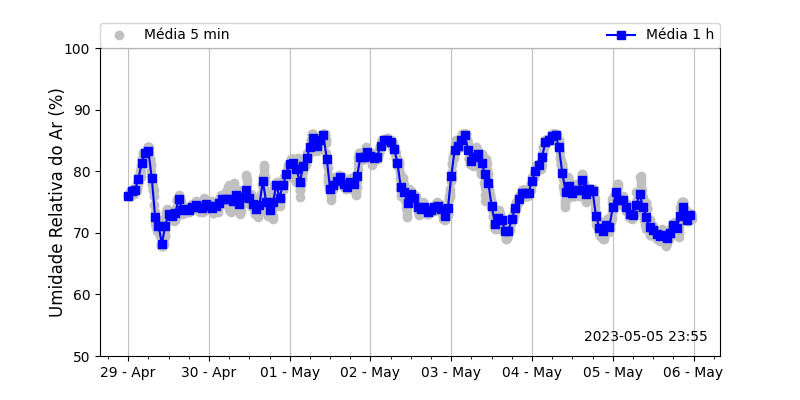 Média 5 min
Média 1 h
100
90
80
70
60
50
Umidade Relativa do Ar (%)
2023-05-05 23:55
29 - Apr
30 - Apr
01 - May
02 - May
03 - May
04 - May
05 - May
06 - May